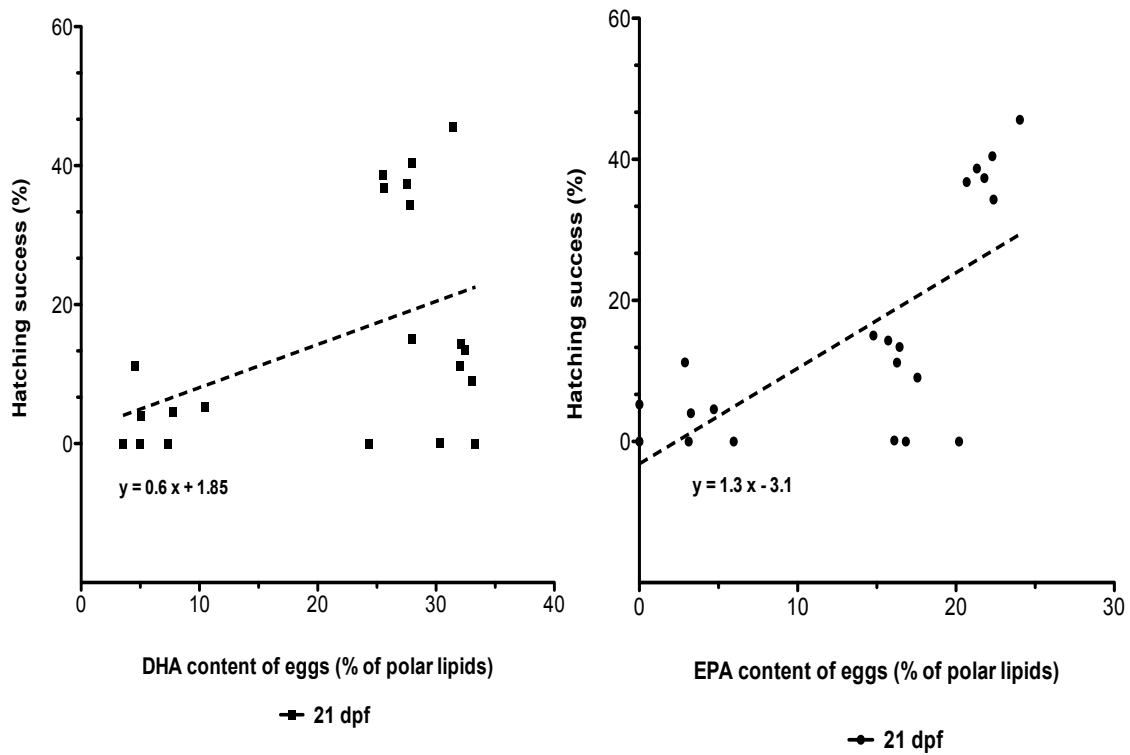 60
40
20
0
Hatching success (%)
y = 0.6 x + 1.85
0 10 20 30 40
DHA content of eggs (% of polar lipids)
21 dpf
60
40
20
0
Hatching success (%)
y = 1.3 x - 3.1
0 10 20 30
EPA content of eggs (% of polar lipids)
21 dpf